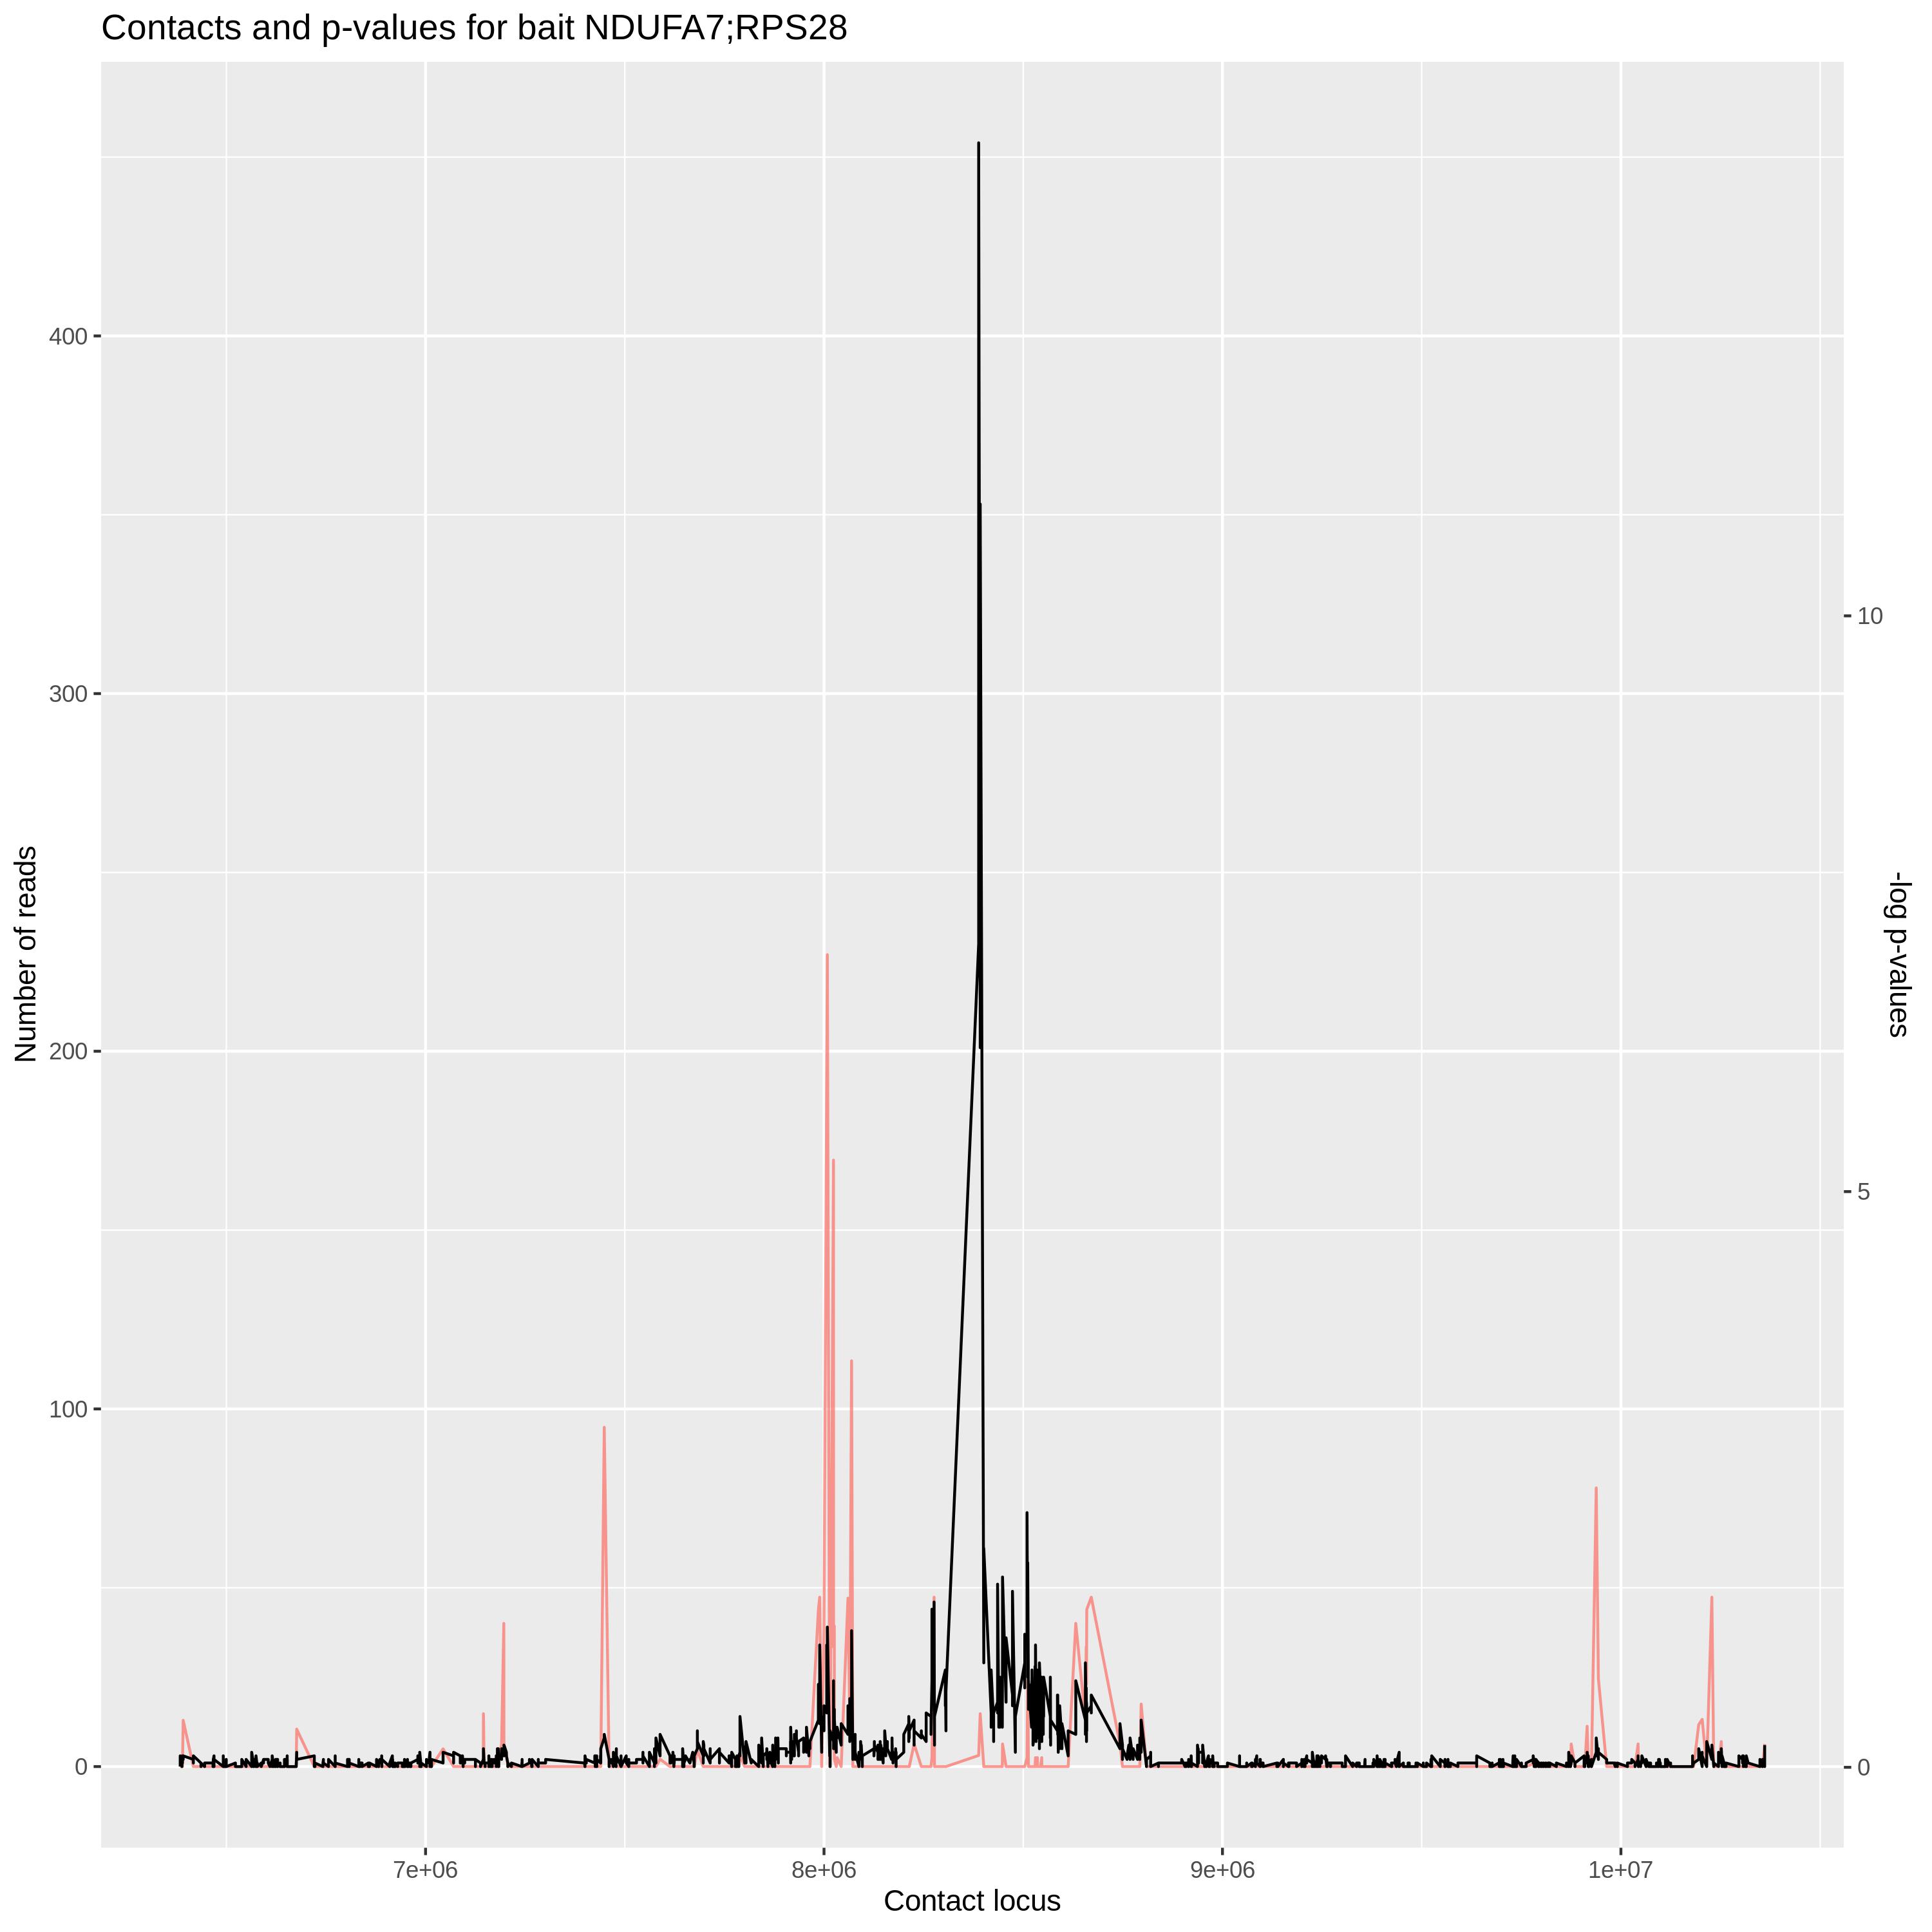 Contacts and p-values for bait NDUFA7;RPS28
Number of reads
400
300
200
100
0
10
5
0
-log p-values
7e+06
8e+06
9e+06
1e+07
Contact locus